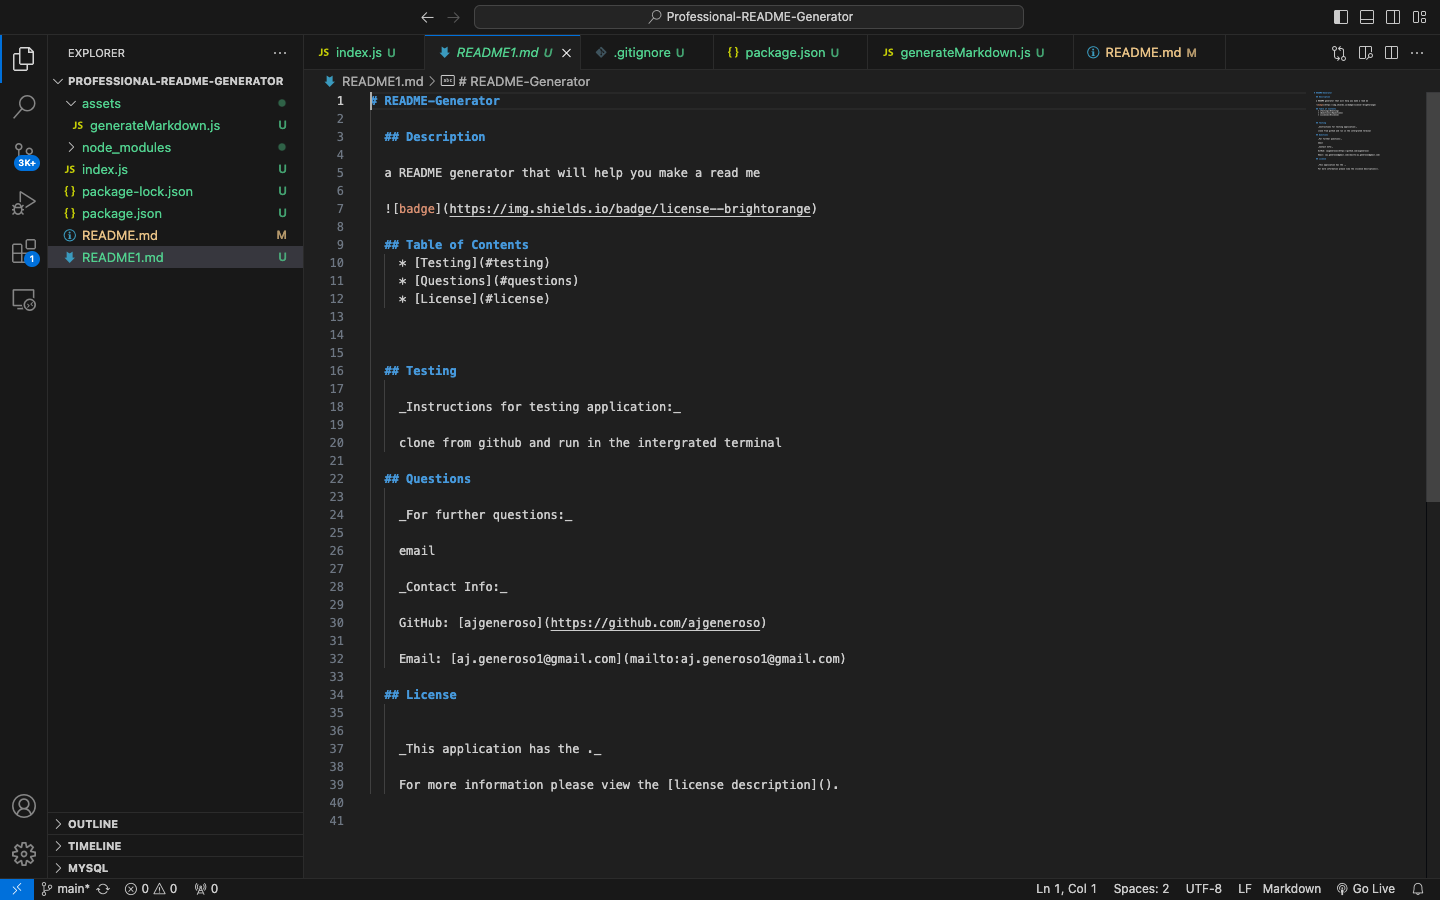 Professional-README-Generator
EXPLORER
PROFESSIONAL-README-GENERATOR
assets
JS generateMarkdown.js U
node_modules
JS index.js U
{} package-lock.json U
{} package.json U
README.md M
README1.md U
OUTLINE
TIMELINE
MYSQL
3K+
1
JS index.js U
README1.md U
.gitignore U
{} package.json U
JS generateMarkdown.js U
README.md M
README1.md > # README-Generator
1 # README-Generator
2
3 ## Description
4
5 a README generator that will help you make a read me
6
7 ![badge](https://img.shields.io/badge/license--brightorange)
8
9 ## Table of Contents
10 * [Testing](#testing)
11 * [Questions](#questions)
12 * [License](#license)
13
14
15
16 ## Testing
17
18 _Instructions for testing application:_
19
20 clone from github and run in the intergrated terminal
21
22 ## Questions
23
24 _For further questions:_
25
26 email
27
28 _Contact Info:_
29
30 GitHub: [ajgeneroso](https://github.com/ajgeneroso)
31
32 Email: [aj.generoso1@gmail.com](mailto:aj.generoso1@gmail.com)
33
34 ## License
35
36
37 _This application has the ._
38
39 For more information please view the [license description]().
40
41
main* 0 0 0 Ln 1, Col 1 Spaces: 2 UTF-8 LF Markdown Go Live